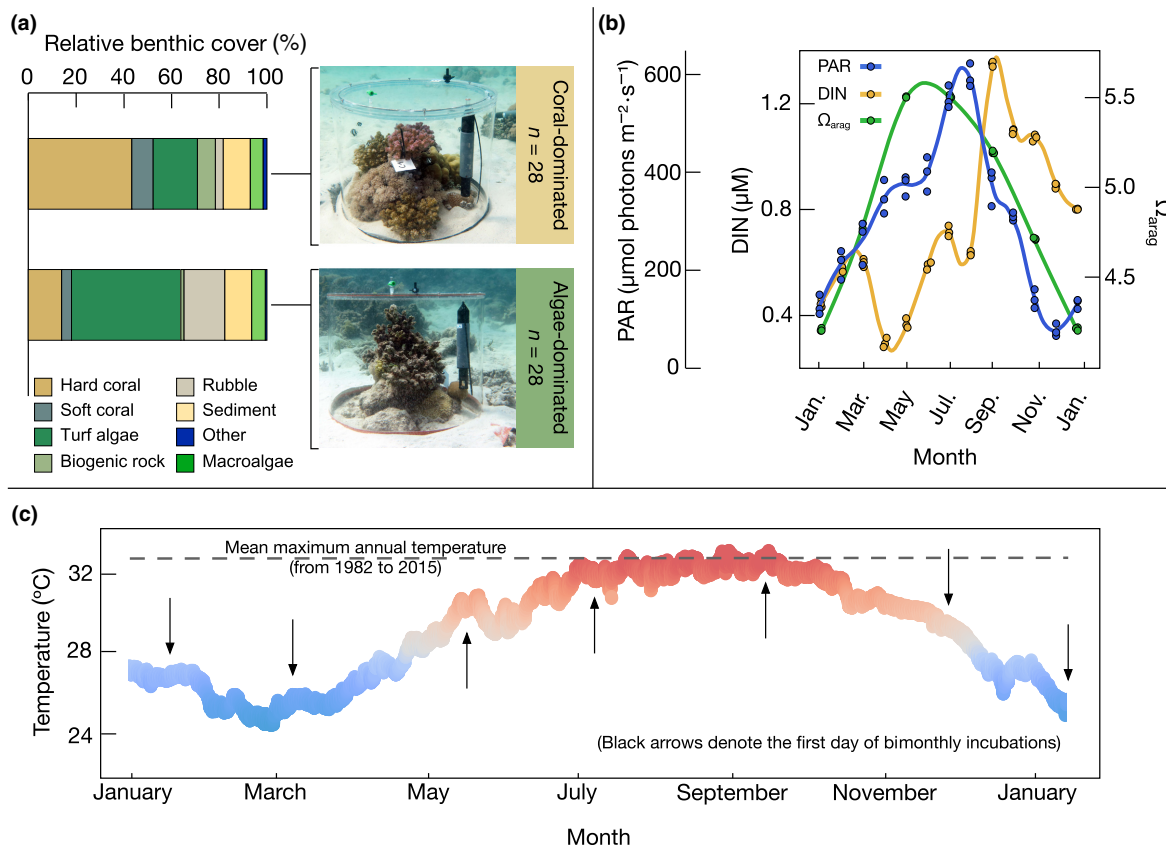 (a)
Relative benthic cover (%)
0 20 40 60 80 100
Coral-dominated
n = 28
Algae-dominated
n = 28
Hard coral
Soft coral
Turf algae
Biogenic rock
Rubble
Sediment
Other
Macroalgae
(b)
PAR (μmol photons m⁻²·s⁻¹)
600
400
200
0
DIN (μM)
1.2
0.8
0.4
PAR
DIN
Ωarag
5.5
5.0
4.5
Ωarag
Jan. Mar. May Jul. Sep. Nov. Jan.
Month
(c)
Temperature (°C)
32
28
24
Mean maximum annual temperature
(from 1982 to 2015)
(Black arrows denote the first day of bimonthly incubations)
January March May July September November January
Month